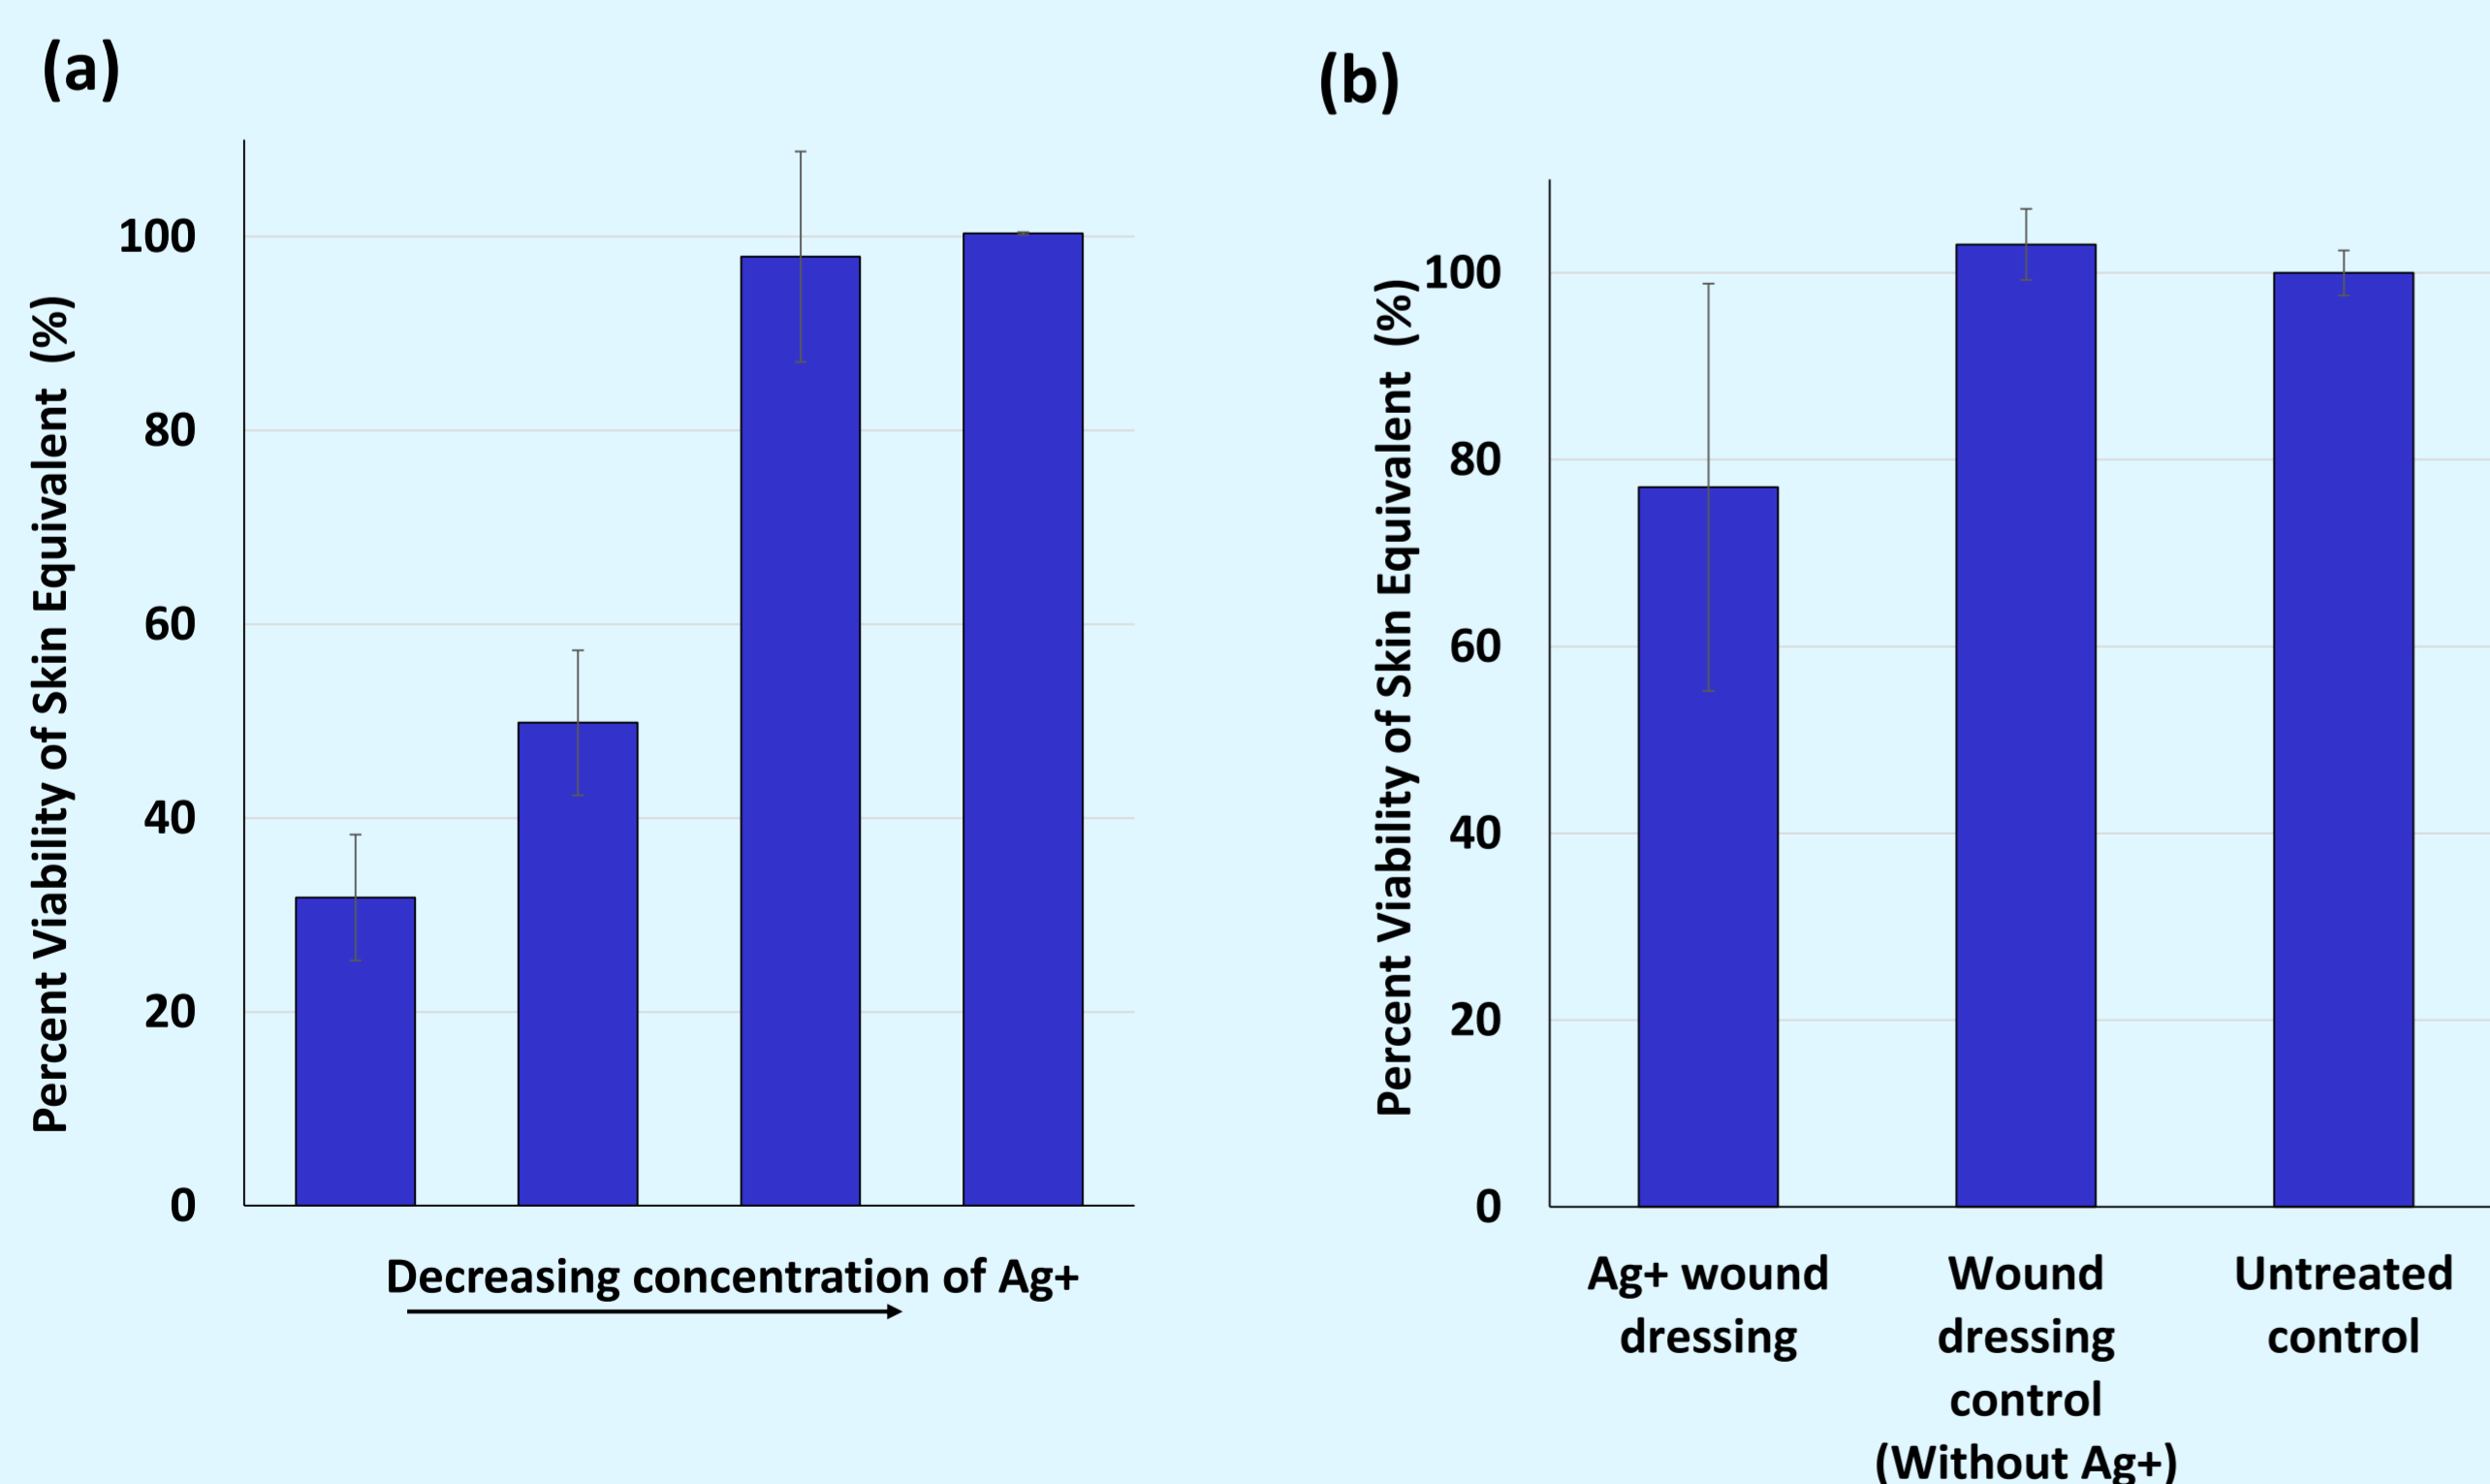 (a)
Percent Viability of Skin Equivalent (%)
100
80
60
40
20
0
Decreasing concentration of Ag+
(b)
Percent Viability of Skin Equivalent (%)
100
80
60
40
20
0
Ag+ wound
dressing
Wound
dressing
control
(Without Ag+)
Untreated
control